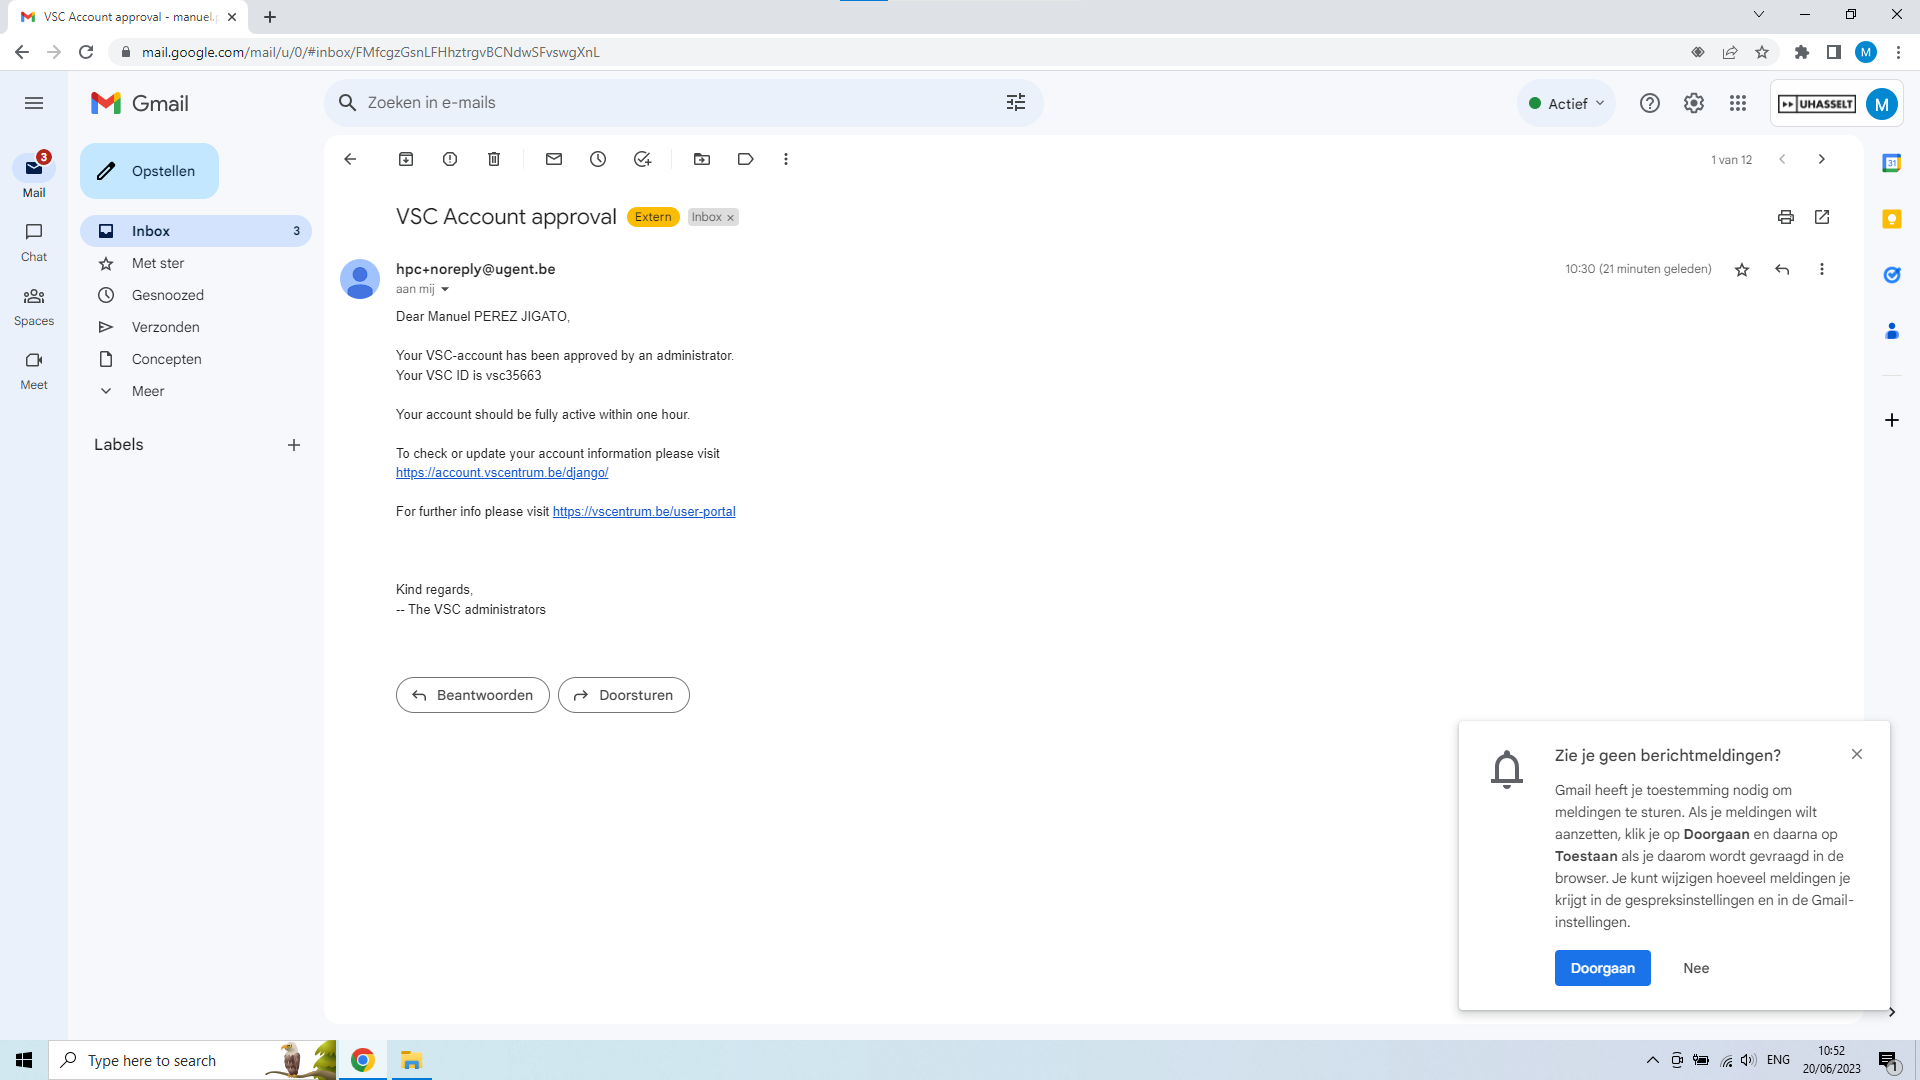 VSC Account approval - manuel.p
mail.google.com/mail/u/0/#inbox/FMfcgzGsnLFHhztrgvBCNdwSFvswgXnL
M
Gmail
Zoeken in e-mails
Actief
UHASSELT
M
3
Mail
Chat
Spaces
Meet
Opstellen
Inbox 3
Met ster
Gesnoozed
Verzonden
Concepten
Meer
Labels
1 van 12
VSC Account approval Extern Inbox
hpc+noreply@ugent.be
10:30 (21 minuten geleden)
aan mij
Dear Manuel PEREZ JIGATO,
Your VSC-account has been approved by an administrator.
Your VSC ID is vsc35663
Your account should be fully active within one hour.
To check or update your account information please visit
https://account.vscentrum.be/django/
For further info please visit https://vscentrum.be/user-portal
Kind regards,
-- The VSC administrators
Beantwoorden
Doorsturen
31
Zie je geen berichtmeldingen?
Gmail heeft je toestemming nodig om
meldingen te sturen. Als je meldingen wilt
aanzetten, klik je op Doorgaan en daarna op
Toestaan als je daarom wordt gevraagd in de
browser. Je kunt wijzigen hoeveel meldingen je
krijgt in de gespreksinstellingen en in de Gmail-
instellingen.
Doorgaan
Nee
Type here to search
ENG
10:52
20/06/2023
1